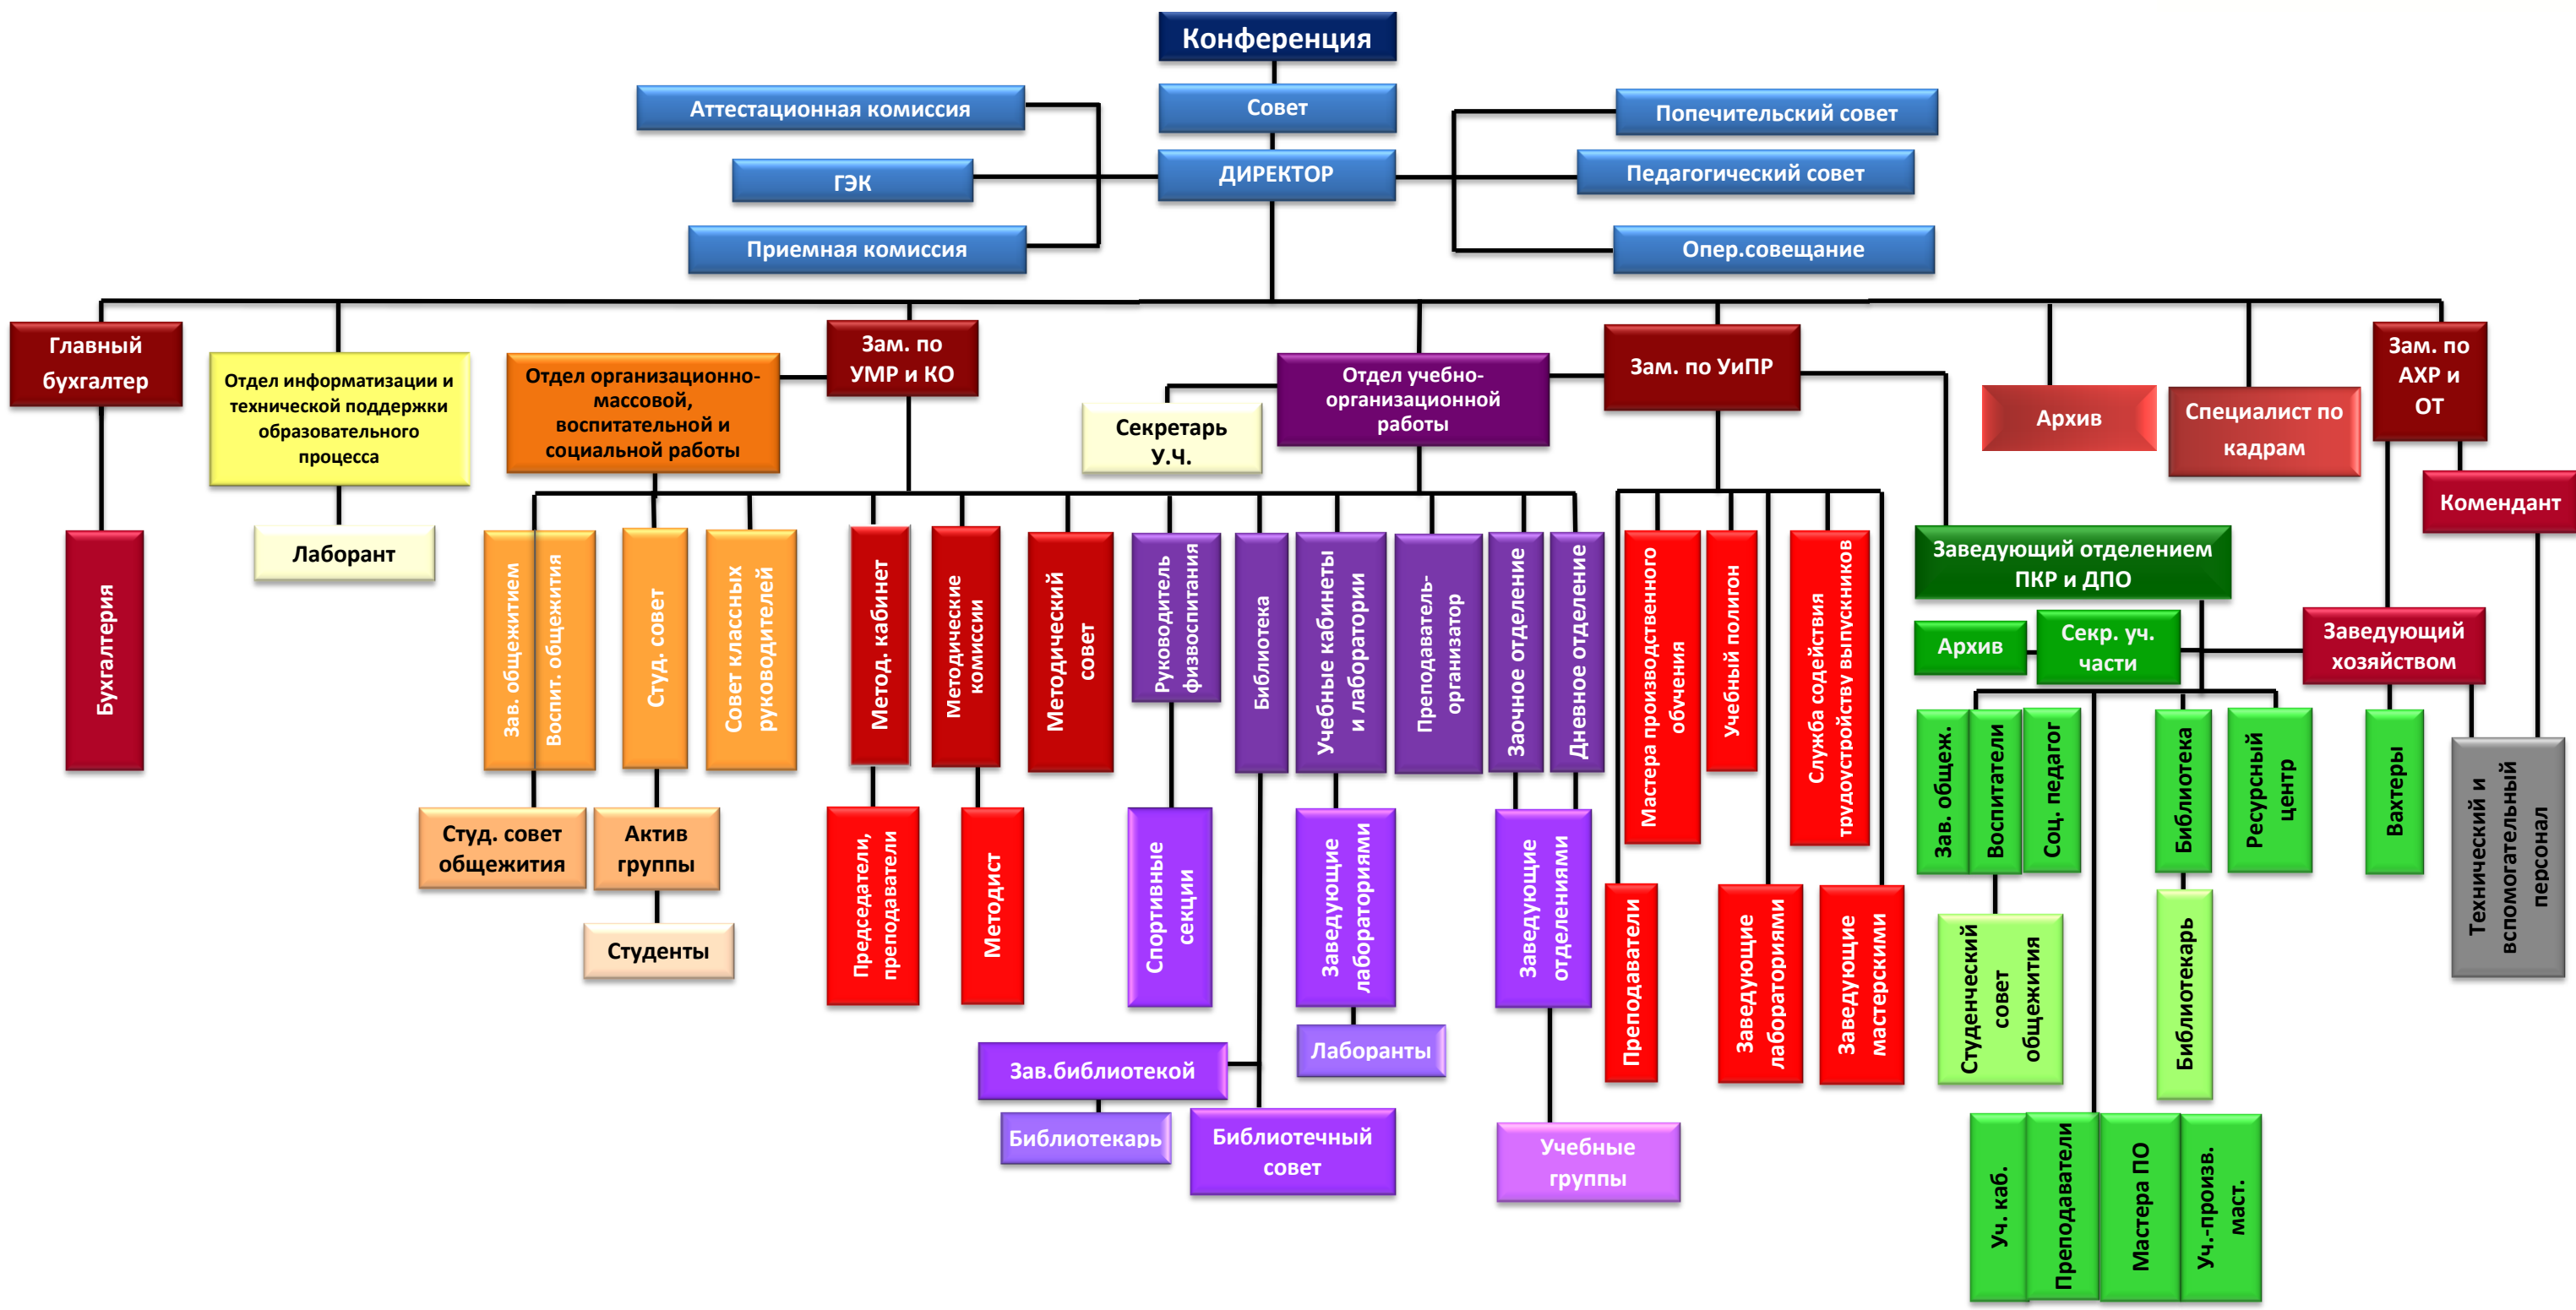 Конференция
Аттестационная комиссия
Совет
Попечительский совет
ГЭК
ДИРЕКТОР
Педагогический совет
Приемная комиссия
Опер.совещание
Главный
бухгалтер
Отдел информатизации и
технической поддержки
образовательного
процесса
Отдел организационно-
массовой,
воспитательной и
социальной работы
Зам. по
УМР и КО
Секретарь
У.Ч.
Отдел учебно-
организационной
работы
Зам. по УиПР
Архив
Специалист по
кадрам
Зам. по
АХР и
ОТ
Комендант
Бухгалтерия
Лаборант
Зав. общежитием
Воспит. общежития
Студ. совет
Совет классных
руководителей
Метод. кабинет
Методические
комиссии
Методический
совет
Руководитель
физвоспитания
Библиотека
Учебные кабинеты
и лаборатории
Преподаватель-
организатор
Заочное отделение
Дневное отделение
Мастера производственного
обучения
Учебный полигон
Служба содействия
трудоустройству выпускников
Заведующий отделением
ПКР и ДПО
Архив
Секр. уч.
части
Заведующий
хозяйством
Студ. совет
общежития
Актив
группы
Студенты
Председатели,
преподаватели
Методист
Спортивные
секции
Заведующие
лабораториями
Заведующие
отделениями
Преподаватели
Заведующие
лабораториями
Заведующие
мастерскими
Зав. общеж.
Воспитатели
Соц. педагог
Библиотека
Ресурсный
центр
Вахтеры
Технический и
вспомогательный
персонал
Студенческий
совет
общежития
Библиотекарь
Зав.библиотекой
Лаборанты
Библиотекарь
Библиотечный
совет
Учебные
группы
Уч. каб.
Преподаватели
Мастера ПО
Уч.-произв.
маст.